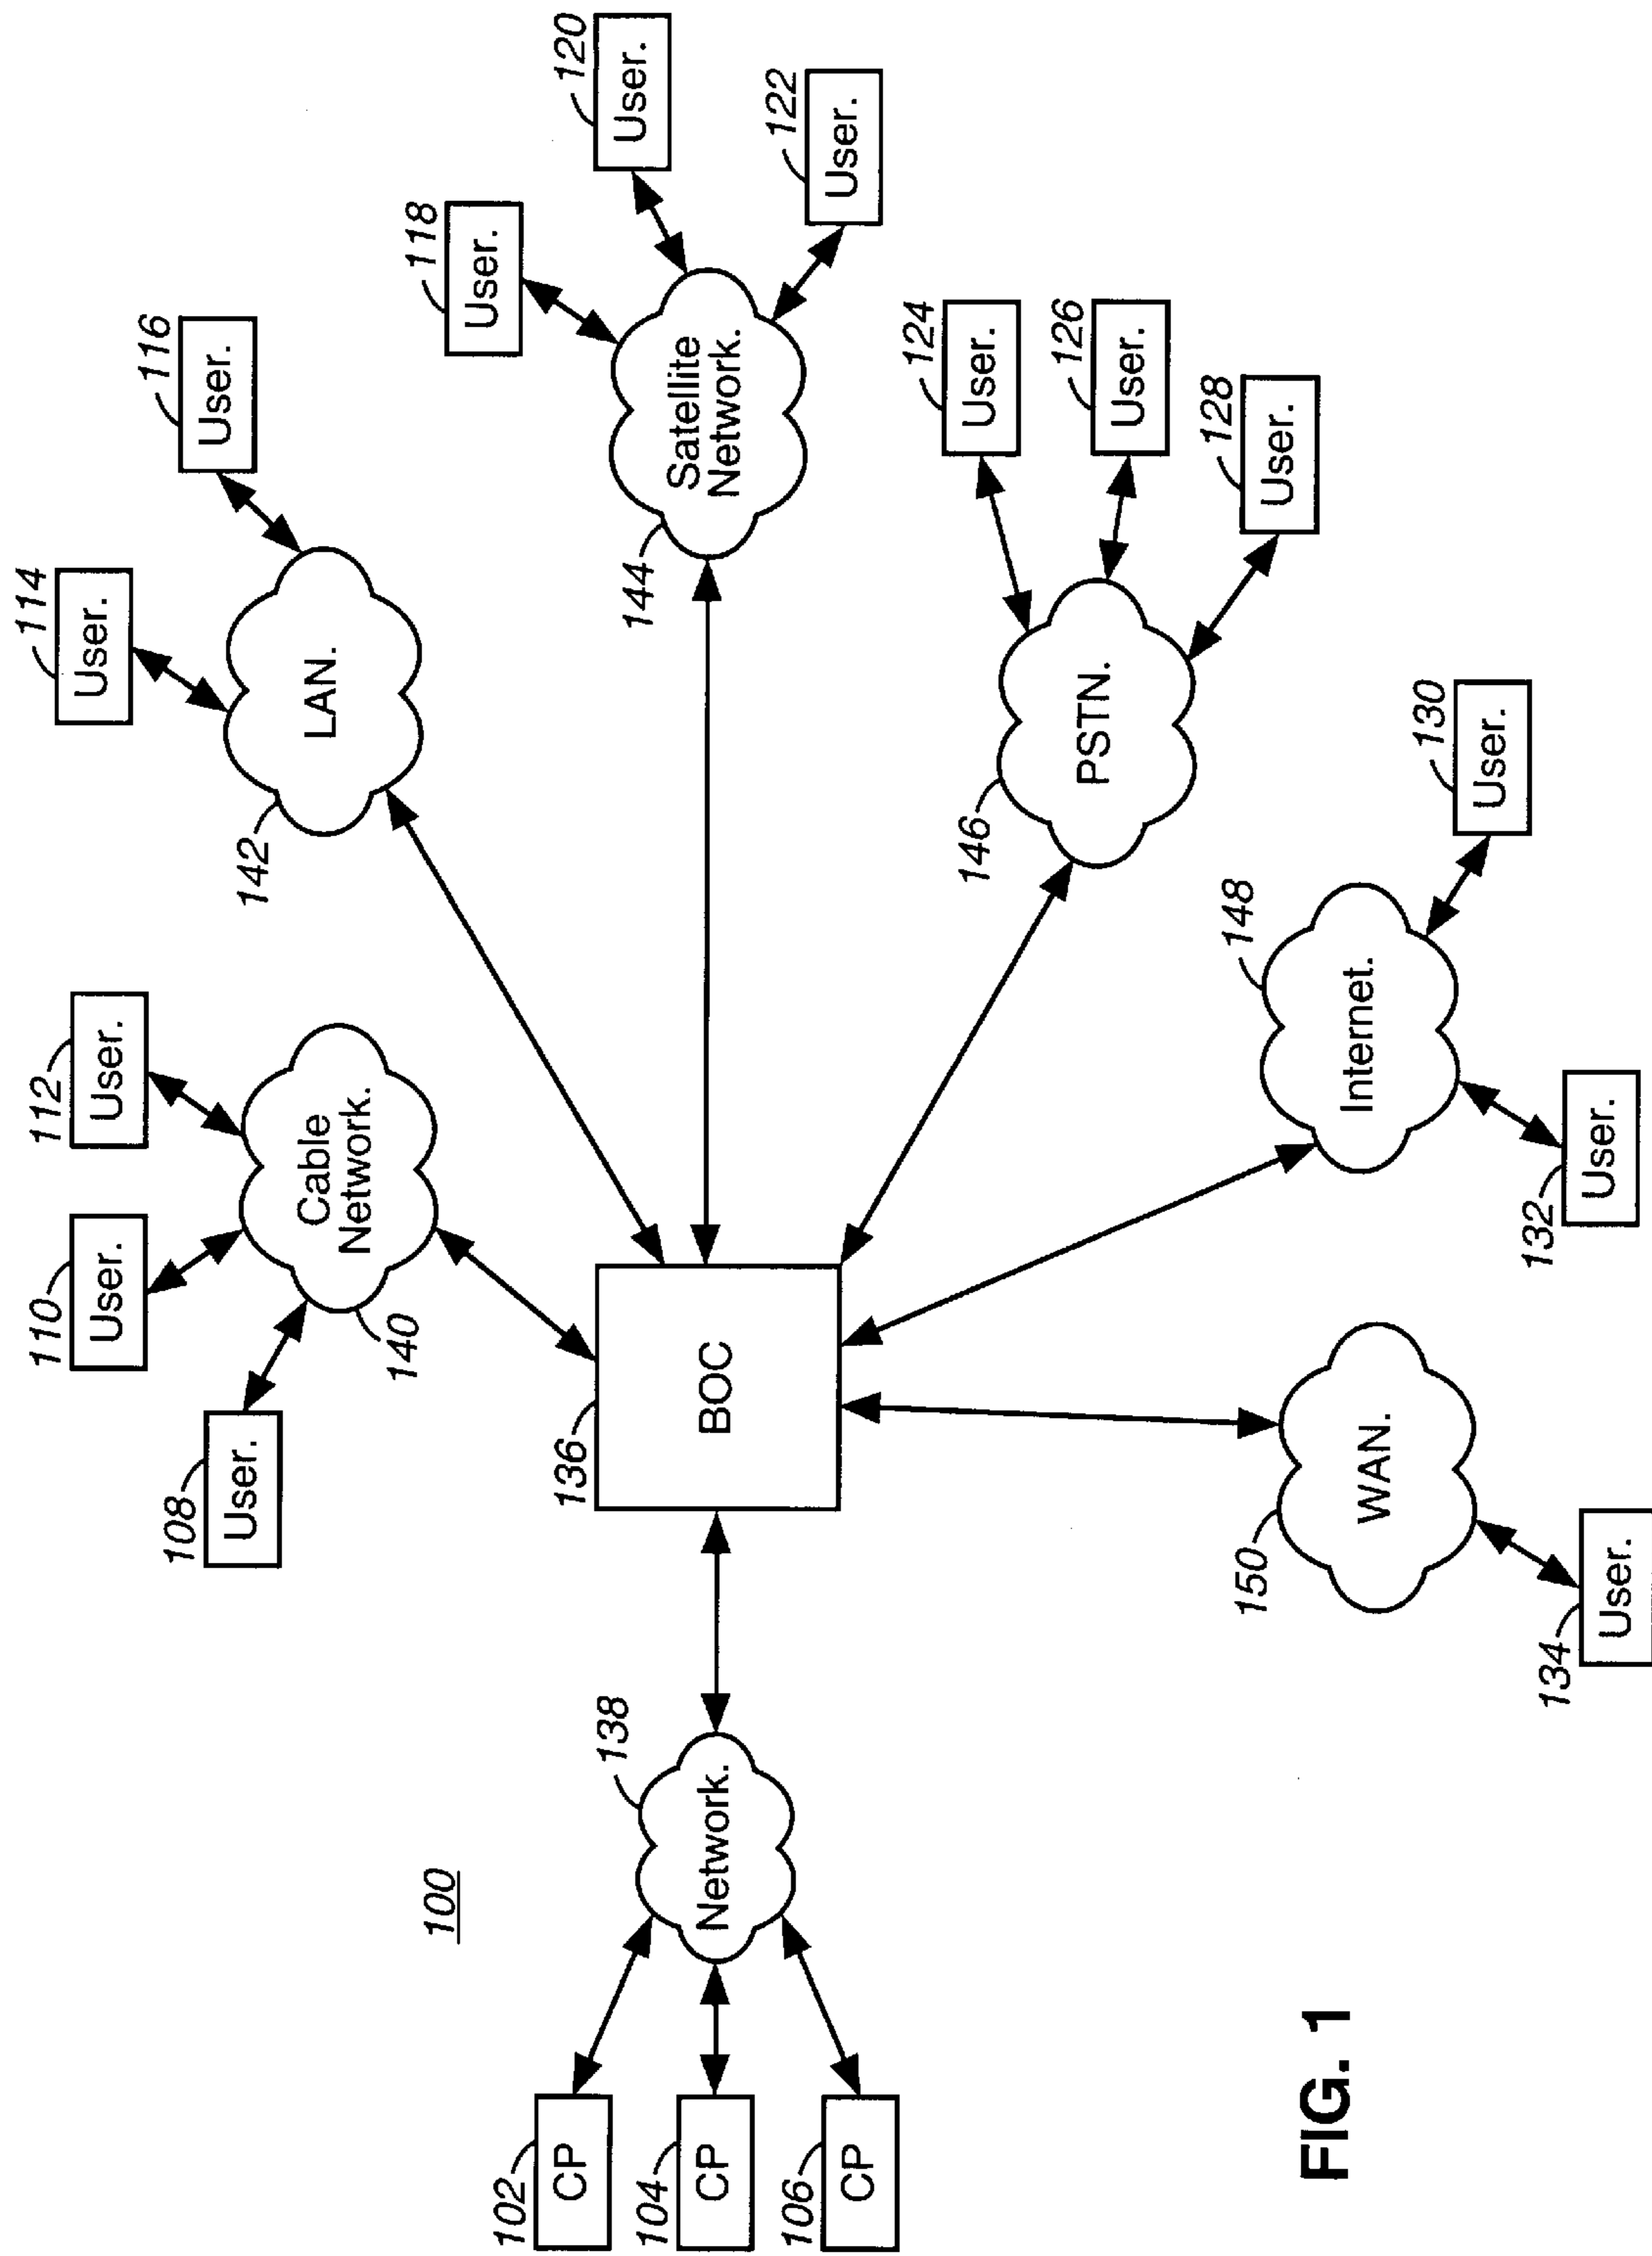 100
102
CP
104
CP
106
CP
138
Network.
136
BOC
108
User.
110
User.
112
User.
140
Cable
Network.
114
User.
116
User.
142
LAN.
118
User.
120
User.
122
User.
144
Satellite
Network.
124
User.
126
User.
128
User.
146
PSTN.
130
User.
132
User.
148
Internet.
134
User.
150
WAN.
FIG. 1